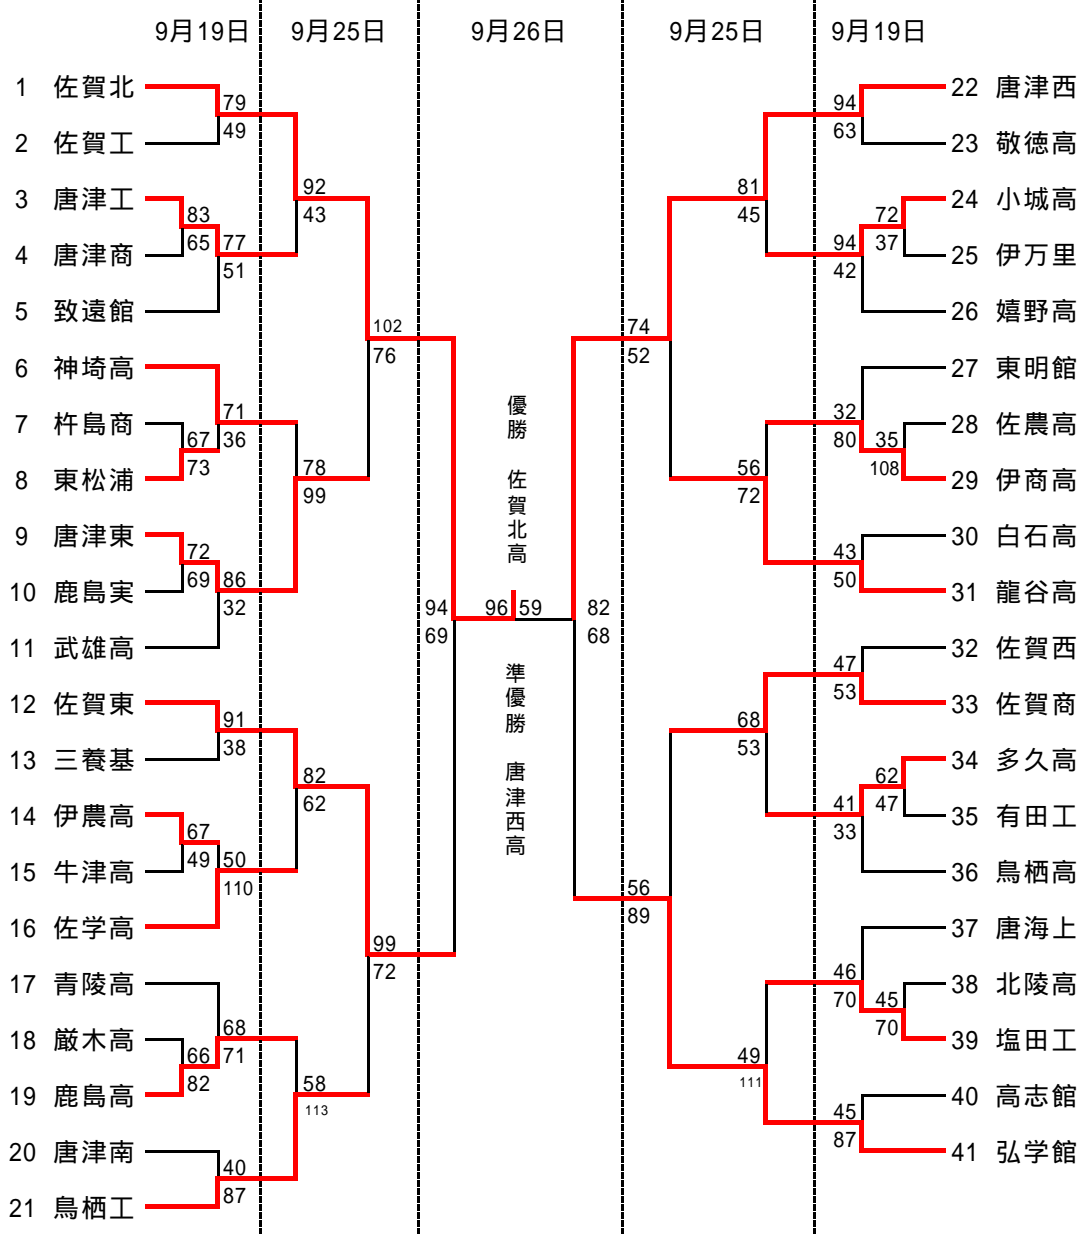 9月19日 9月25日 9月26日 9月25日 9月19日
1 佐賀北
2 佐賀工
3 唐津工
4 唐津商
5 致遠館
6 神埼高
7 杵島商
8 東松浦
9 唐津東
10 鹿島実
11 武雄高
12 佐賀東
13 三養基
14 伊農高
15 牛津高
16 佐学高
17 青陵高
18 厳木高
19 鹿島高
20 唐津南
21 鳥栖工
79
49
83
65
77
51
71
36
67
73
72
69
86
32
91
38
67
49
50
110
68
71
66
82
40
87
92
43
78
99
82
62
58
113
102
76
99
72
94
69
96 59
優勝 佐賀北高
準優勝 唐津西高
82
68
74
52
56
89
81
45
56
72
68
53
49
111
94
63
72
37
94
42
32
80
35
108
43
50
47
53
62
47
41
33
46
70
45
70
45
87
22 唐津西
23 敬徳高
24 小城高
25 伊万里
26 嬉野高
27 東明館
28 佐農高
29 伊商高
30 白石高
31 龍谷高
32 佐賀西
33 佐賀商
34 多久高
35 有田工
36 鳥栖高
37 唐海上
38 北陵高
39 塩田工
40 高志館
41 弘学館